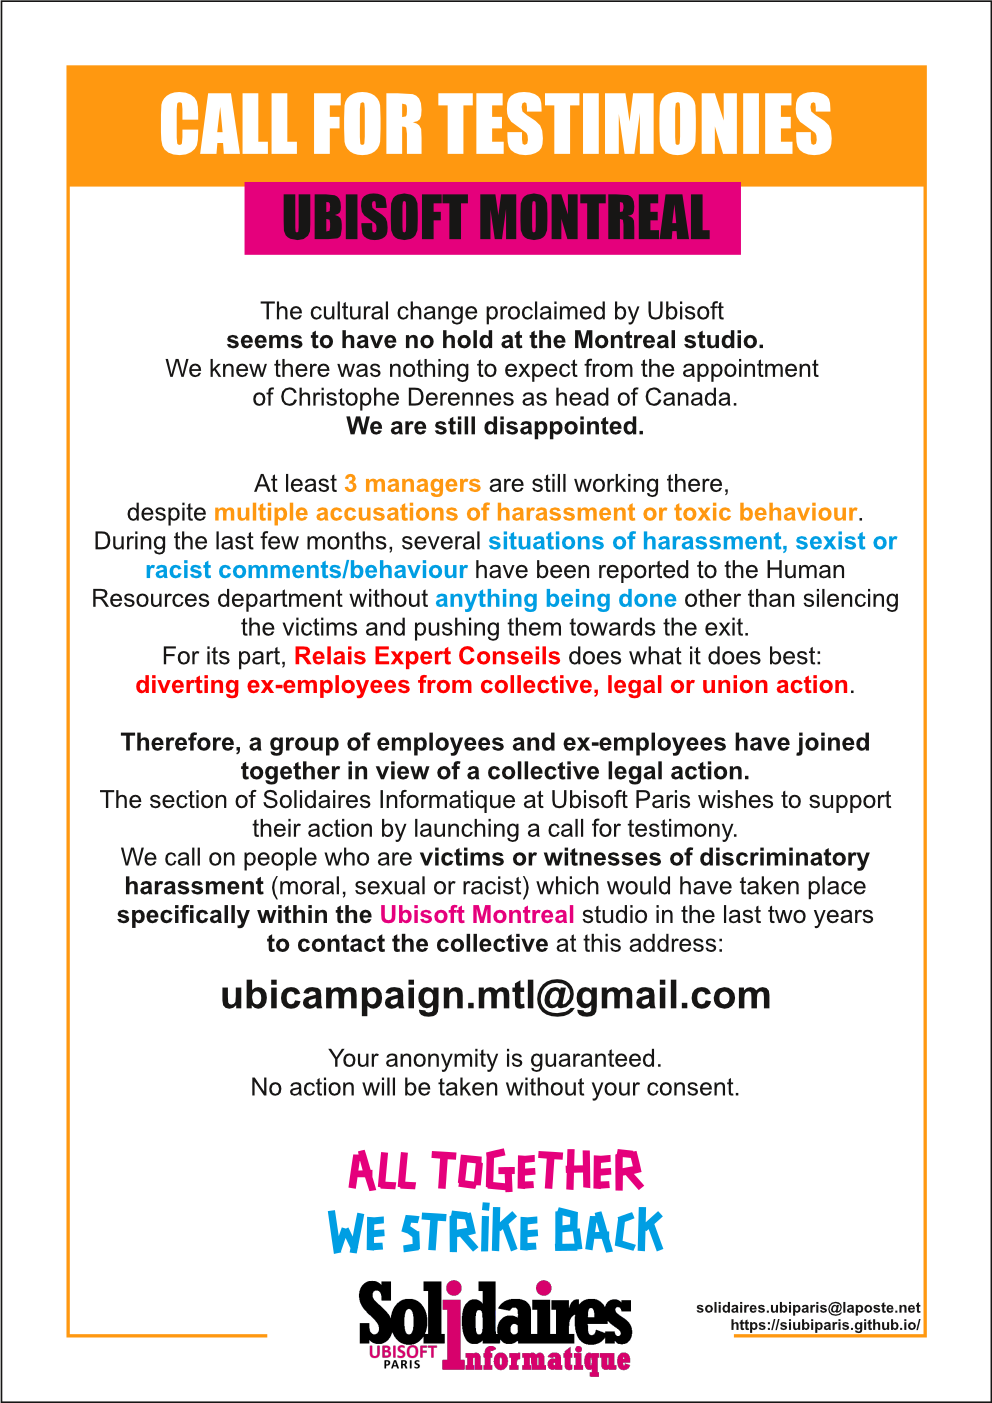 CALL FOR TESTIMONIES
UBISOFT MONTREAL
The cultural change proclaimed by Ubisoft
seems to have no hold at the Montreal studio.
We knew there was nothing to expect from the appointment
of Christophe Derennes as head of Canada.
We are still disappointed.
At least 3 managers are still working there,
despite multiple accusations of harassment or toxic behaviour.
During the last few months, several situations of harassment, sexist or
racist comments/behaviour have been reported to the Human
Resources department without anything being done other than silencing
the victims and pushing them towards the exit.
For its part, Relais Expert Conseils does what it does best:
diverting ex-employees from collective, legal or union action.
Therefore, a group of employees and ex-employees have joined
together in view of a collective legal action.
The section of Solidaires Informatique at Ubisoft Paris wishes to support
their action by launching a call for testimony.
We call on people who are victims or witnesses of discriminatory
harassment (moral, sexual or racist) which would have taken place
specifically within the Ubisoft Montreal studio in the last two years
to contact the collective at this address:
ubicampaign.mtl@gmail.com
Your anonymity is guaranteed.
No action will be taken without your consent.
ALL TOGETHER
WE STRIKE BACK
Solidaires
UBISOFT
PARIS
Informatique
solidaires.ubiparis@laposte.net
https://siubiparis.github.io/